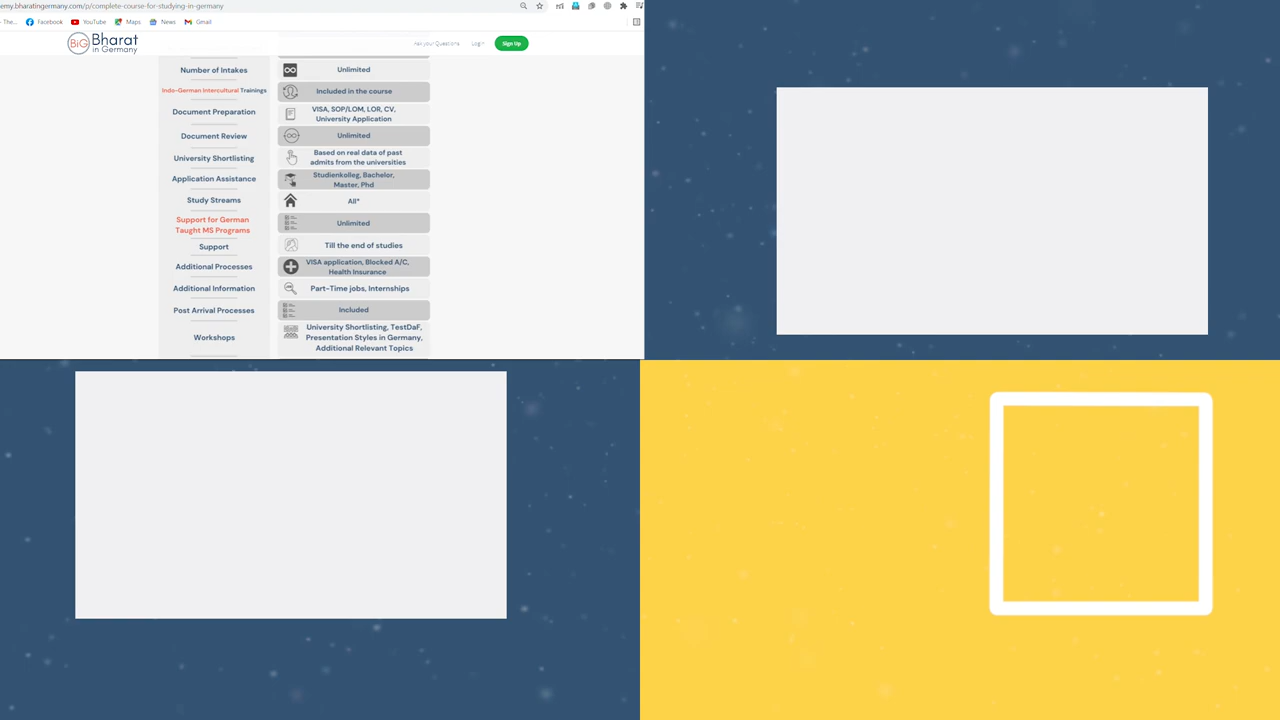 emy.bharatingermany.com/p/complete-course-for-studying-in-germany
The...
Facebook
YouTube
Maps
News
Gmail
BiG Bharat
in Germany
Ask your Questions
Login
Sign Up
Number of Intakes
Unlimited
Indo-German Intercultural Trainings
Included in the course
Document Preparation
VISA, SOP/LOM, LOR, CV,
University Application
Document Review
Unlimited
University Shortlisting
Based on real data of past
admits from the universities
Application Assistance
Studienkolleg, Bachelor,
Master, Phd
Study Streams
All*
Support for German
Taught MS Programs
Unlimited
Support
Till the end of studies
Additional Processes
VISA application, Blocked A/C,
Health Insurance
Additional Information
Part-Time jobs, Internships
Post Arrival Processes
Included
Workshops
University Shortlisting, TestDaF,
Presentation Styles in Germany,
Additional Relevant Topics